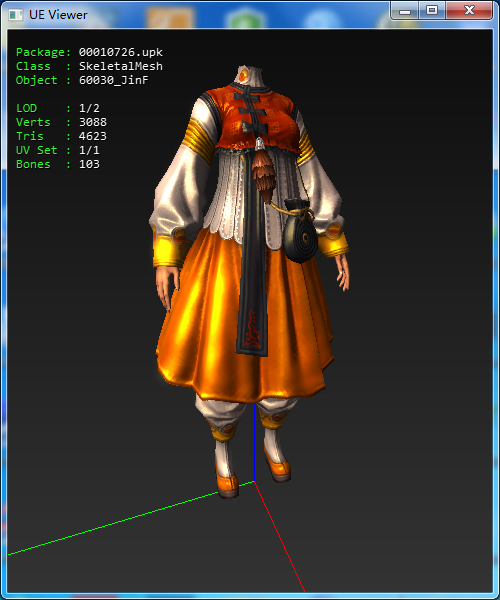 UE Viewer
Package: 00010726.upk
Class  : SkeletalMesh
Object : 60030_JinF
LOD    : 1/2
Verts  : 3088
Tris   : 4623
UV Set : 1/1
Bones  : 103